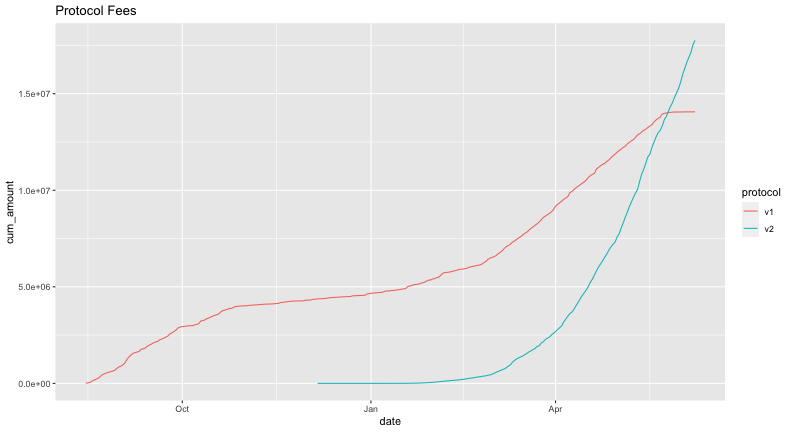 Protocol Fees
cum_amount
1.5e+07
1.0e+07
5.0e+06
0.0e+00
Oct
Jan
Apr
date
protocol
v1
v2